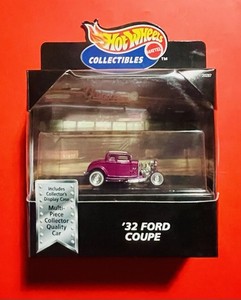 Hot Wheels
MATTEL
COLLECTIBLES
TM
Includes
Collector's
Display Case
Multi-
Piece
Collector
Quality
Car
'32 FORD
COUPE